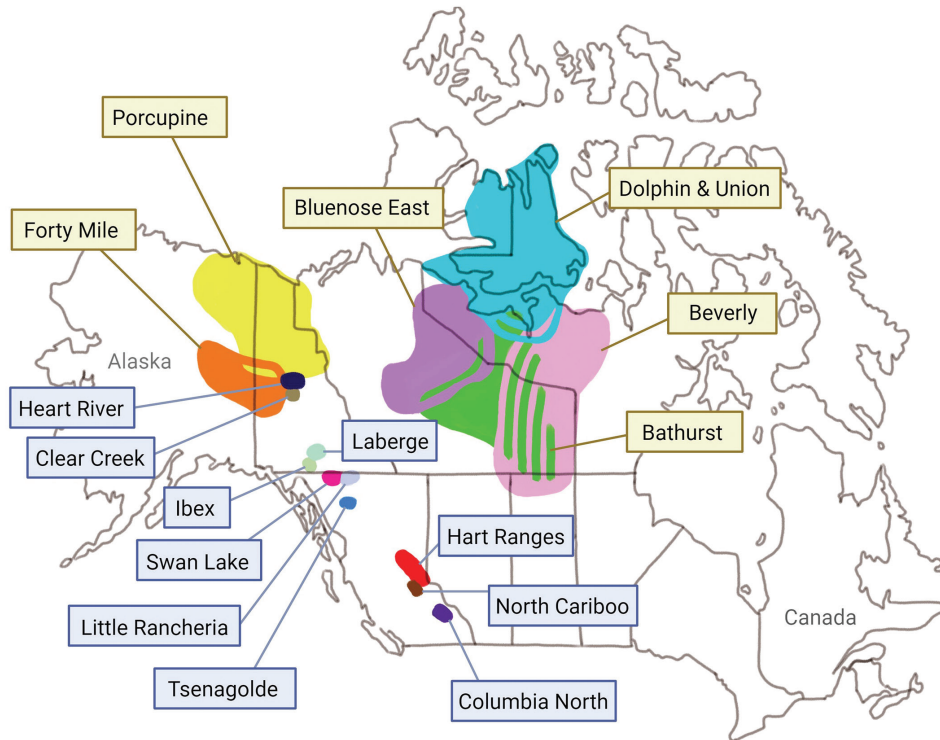 Porcupine
Dolphin & Union
Bluenose East
Forty Mile
Beverly
Alaska
Heart River
Bathurst
Laberge
Clear Creek
Ibex
Hart Ranges
Swan Lake
North Cariboo
Canada
Little Rancheria
Tsenagolde
Columbia North